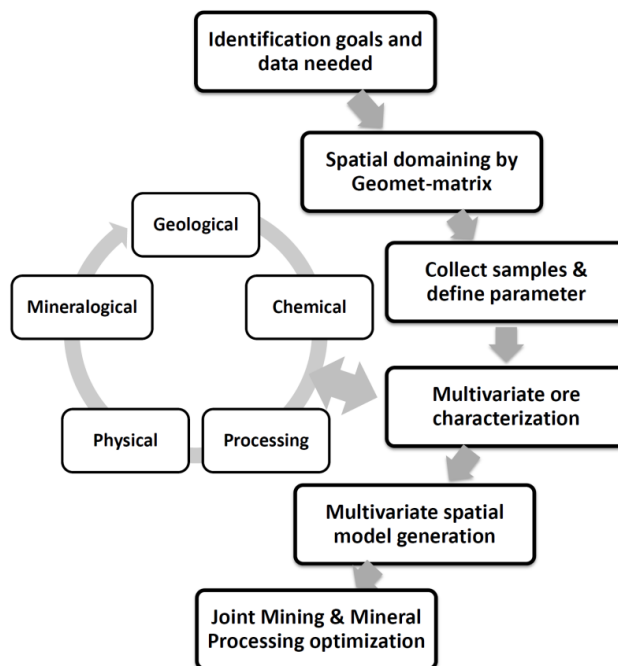 Identification goals and
data needed
Spatial domaining by
Geomet-matrix
Collect samples &
define parameter
Multivariate ore
characterization
Multivariate spatial
model generation
Joint Mining & Mineral
Processing optimization
Geological
Chemical
Processing
Physical
Mineralogical